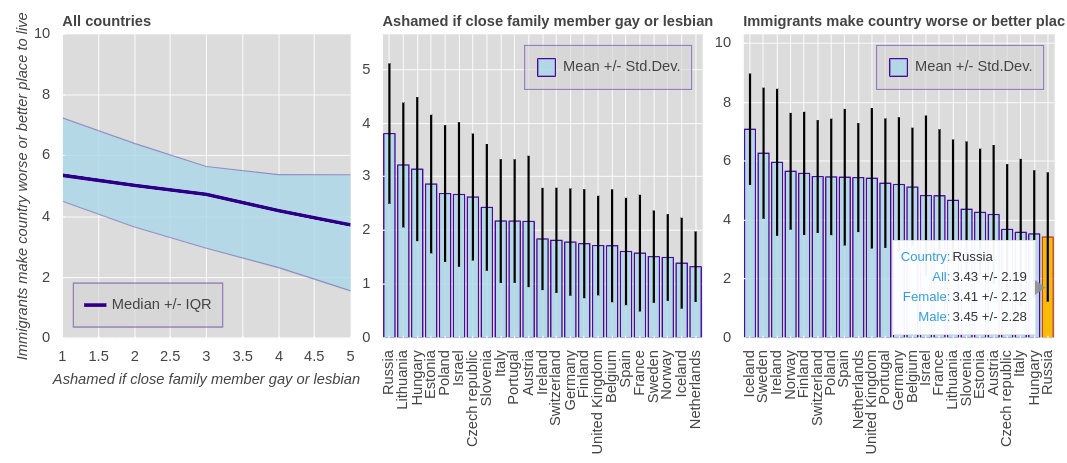 All countries
Immigrants make country worse or better place to live
10
8
6
4
2
0
Median +/- IQR
1 1.5 2 2.5 3 3.5 4 4.5 5
Ashamed if close family member gay or lesbian
Ashamed if close family member gay or lesbian
Mean +/- Std.Dev.
5
4
3
2
1
0
Russia
Lithuania
Hungary
Estonia
Poland
Israel
Czech republic
Slovenia
Italy
Portugal
Austria
Ireland
Switzerland
Germany
Finland
United Kingdom
Belgium
Spain
France
Sweden
Norway
Iceland
Netherlands
Immigrants make country worse or better plac
Mean +/- Std.Dev.
10
8
6
4
2
0
Country: Russia
All: 3.43 +/- 2.19
Female: 3.41 +/- 2.12
Male: 3.45 +/- 2.28
Iceland
Sweden
Ireland
Norway
Finland
Switzerland
Poland
Spain
Netherlands
United Kingdom
Portugal
Germany
Belgium
Israel
France
Lithuania
Slovenia
Estonia
Austria
Czech republic
Italy
Hungary
Russia